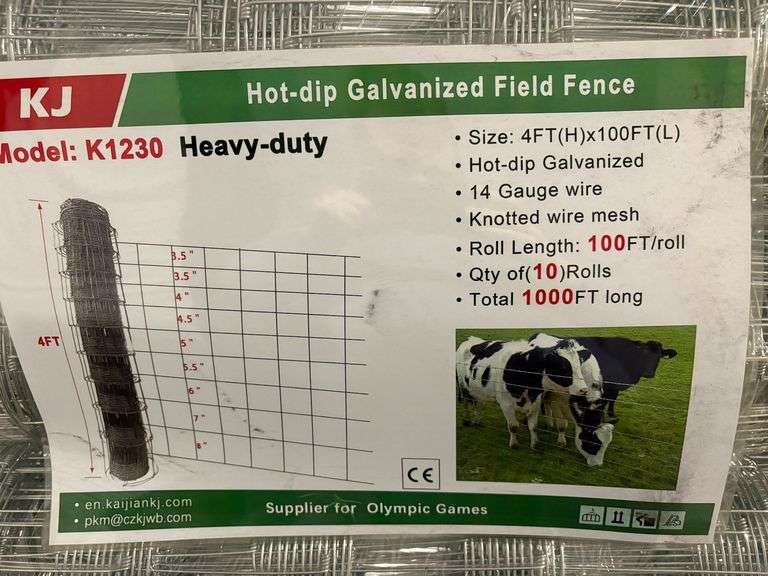 KJ
Hot-dip Galvanized Field Fence
Model: K1230 Heavy-duty
• Size: 4FT(H)x100FT(L)
• Hot-dip Galvanized
• 14 Gauge wire
• Knotted wire mesh
• Roll Length: 100FT/roll
• Qty of(10)Rolls
• Total 1000FT long
4FT
3.5"
3.5"
4"
4.5"
5"
5.5"
6"
7"
8"
CE
• en.kaijiankj.com
• pkm@czkjwb.com
Supplier for Olympic Games